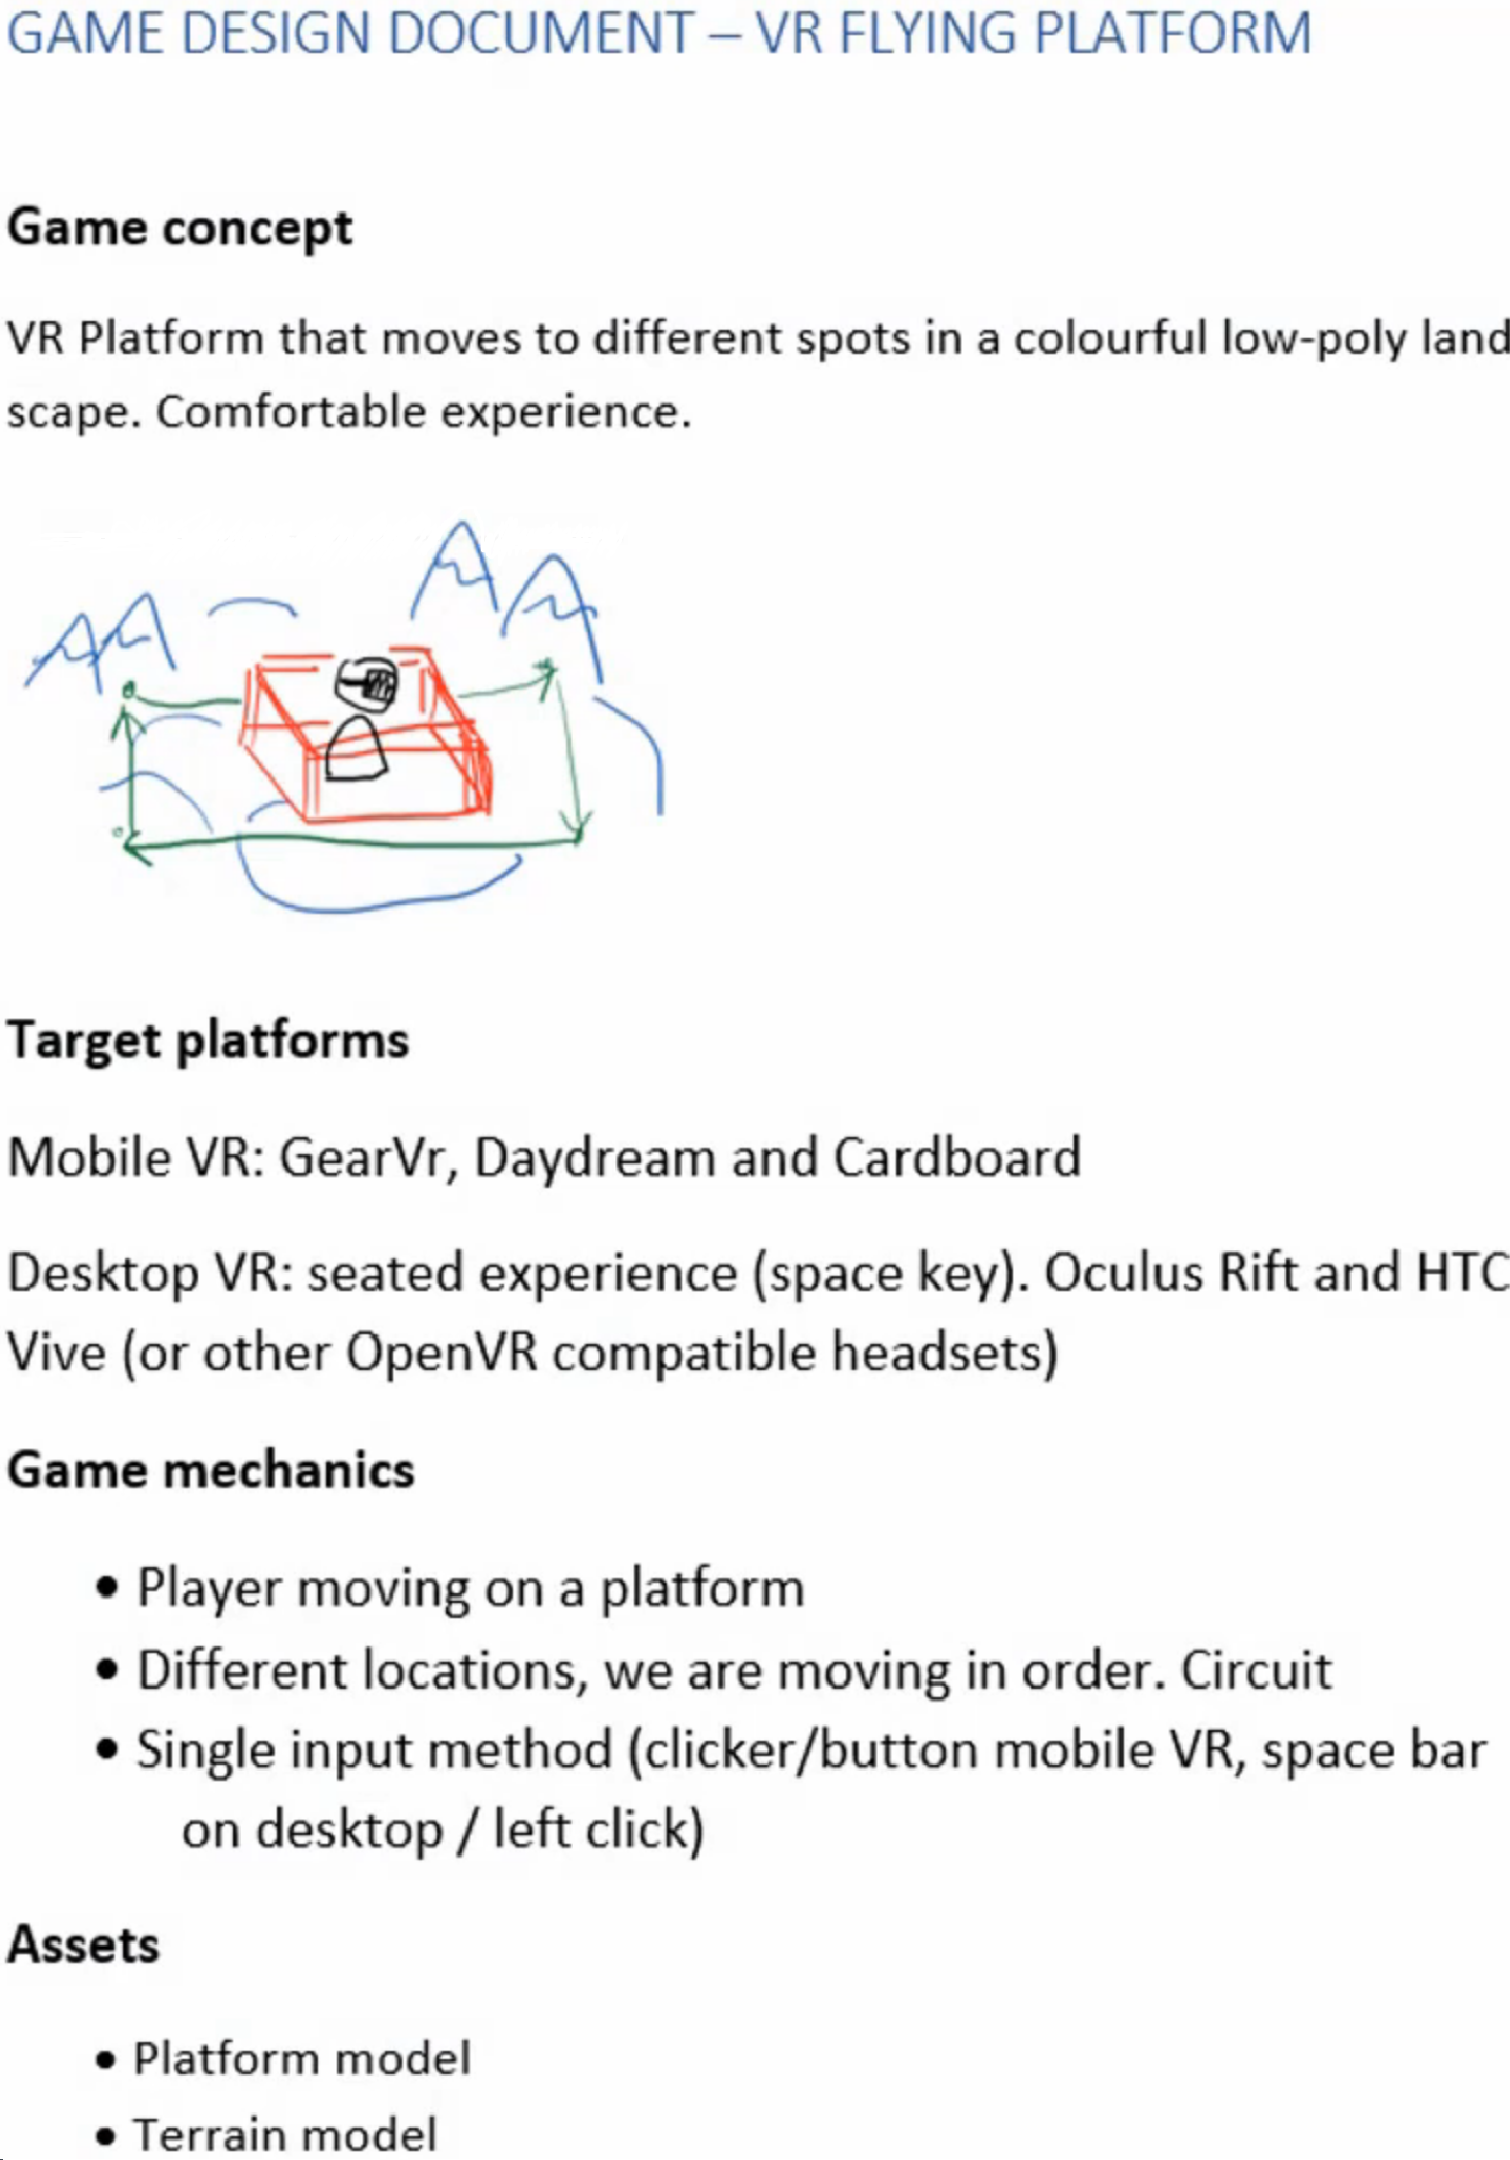 GAME DESIGN DOCUMENT – VR FLYING PLATFORM
Game concept
VR Platform that moves to different spots in a colourful low-poly land
scape. Comfortable experience.
Target platforms
Mobile VR: GearVr, Daydream and Cardboard
Desktop VR: seated experience (space key). Oculus Rift and HTC
Vive (or other OpenVR compatible headsets)
Game mechanics
• Player moving on a platform
• Different locations, we are moving in order. Circuit
• Single input method (clicker/button mobile VR, space bar
on desktop / left click)
Assets
• Platform model
• Terrain model